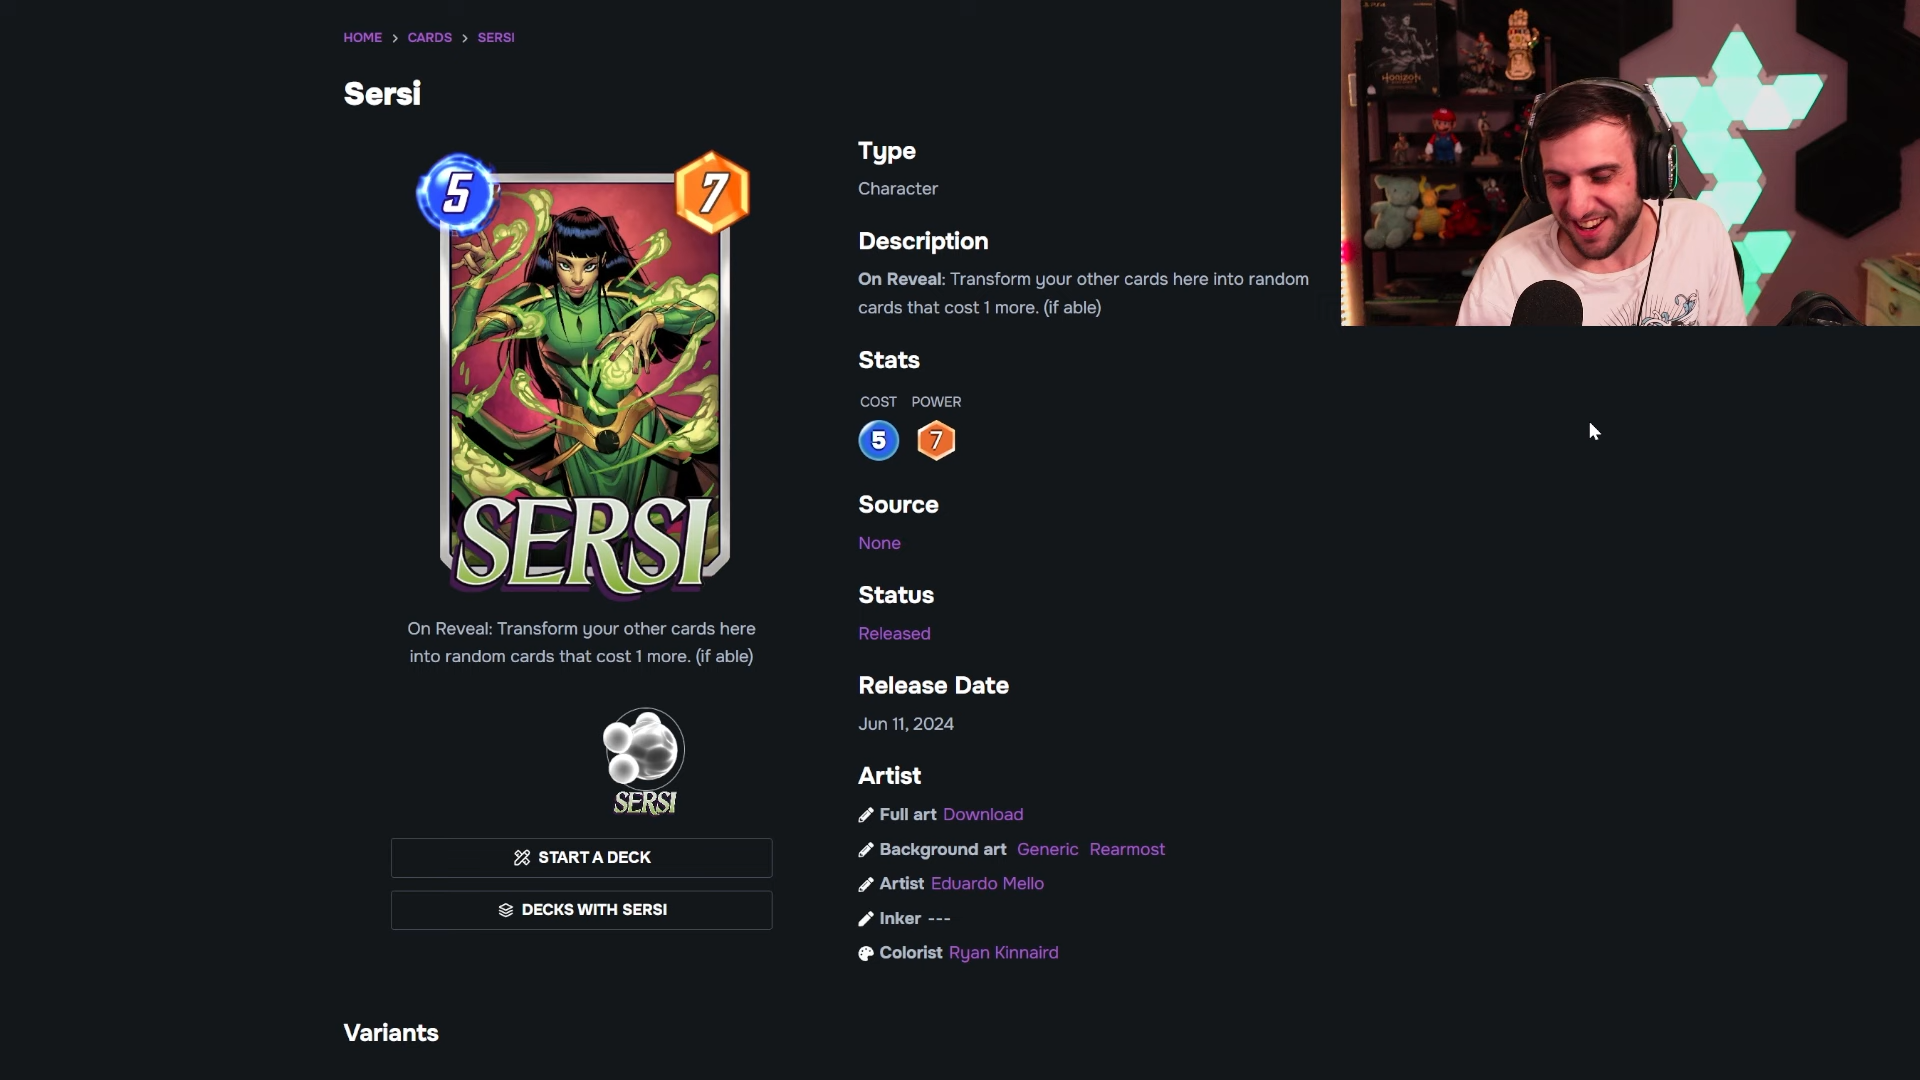 HOME > CARDS > SERSI
Sersi
5
7
SERSI
On Reveal: Transform your other cards here
into random cards that cost 1 more. (if able)
SERSI
START A DECK
DECKS WITH SERSI
Type
Character
Description
On Reveal: Transform your other cards here into random
cards that cost 1 more. (if able)
Stats
COST POWER
5 7
Source
None
Status
Released
Release Date
Jun 11, 2024
Artist
Full art Download
Background art Generic Rearmost
Artist Eduardo Mello
Inker ---
Colorist Ryan Kinnaird
Variants
HORIZON